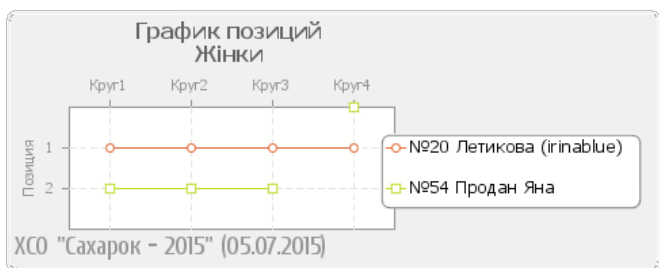 График позиций
Жінки
Круг1 Круг2 Круг3 Круг4
Позиция
1
2
№20 Летикова (irinablue)
№54 Продан Яна
ХСО "Сахарок - 2015" (05.07.2015)